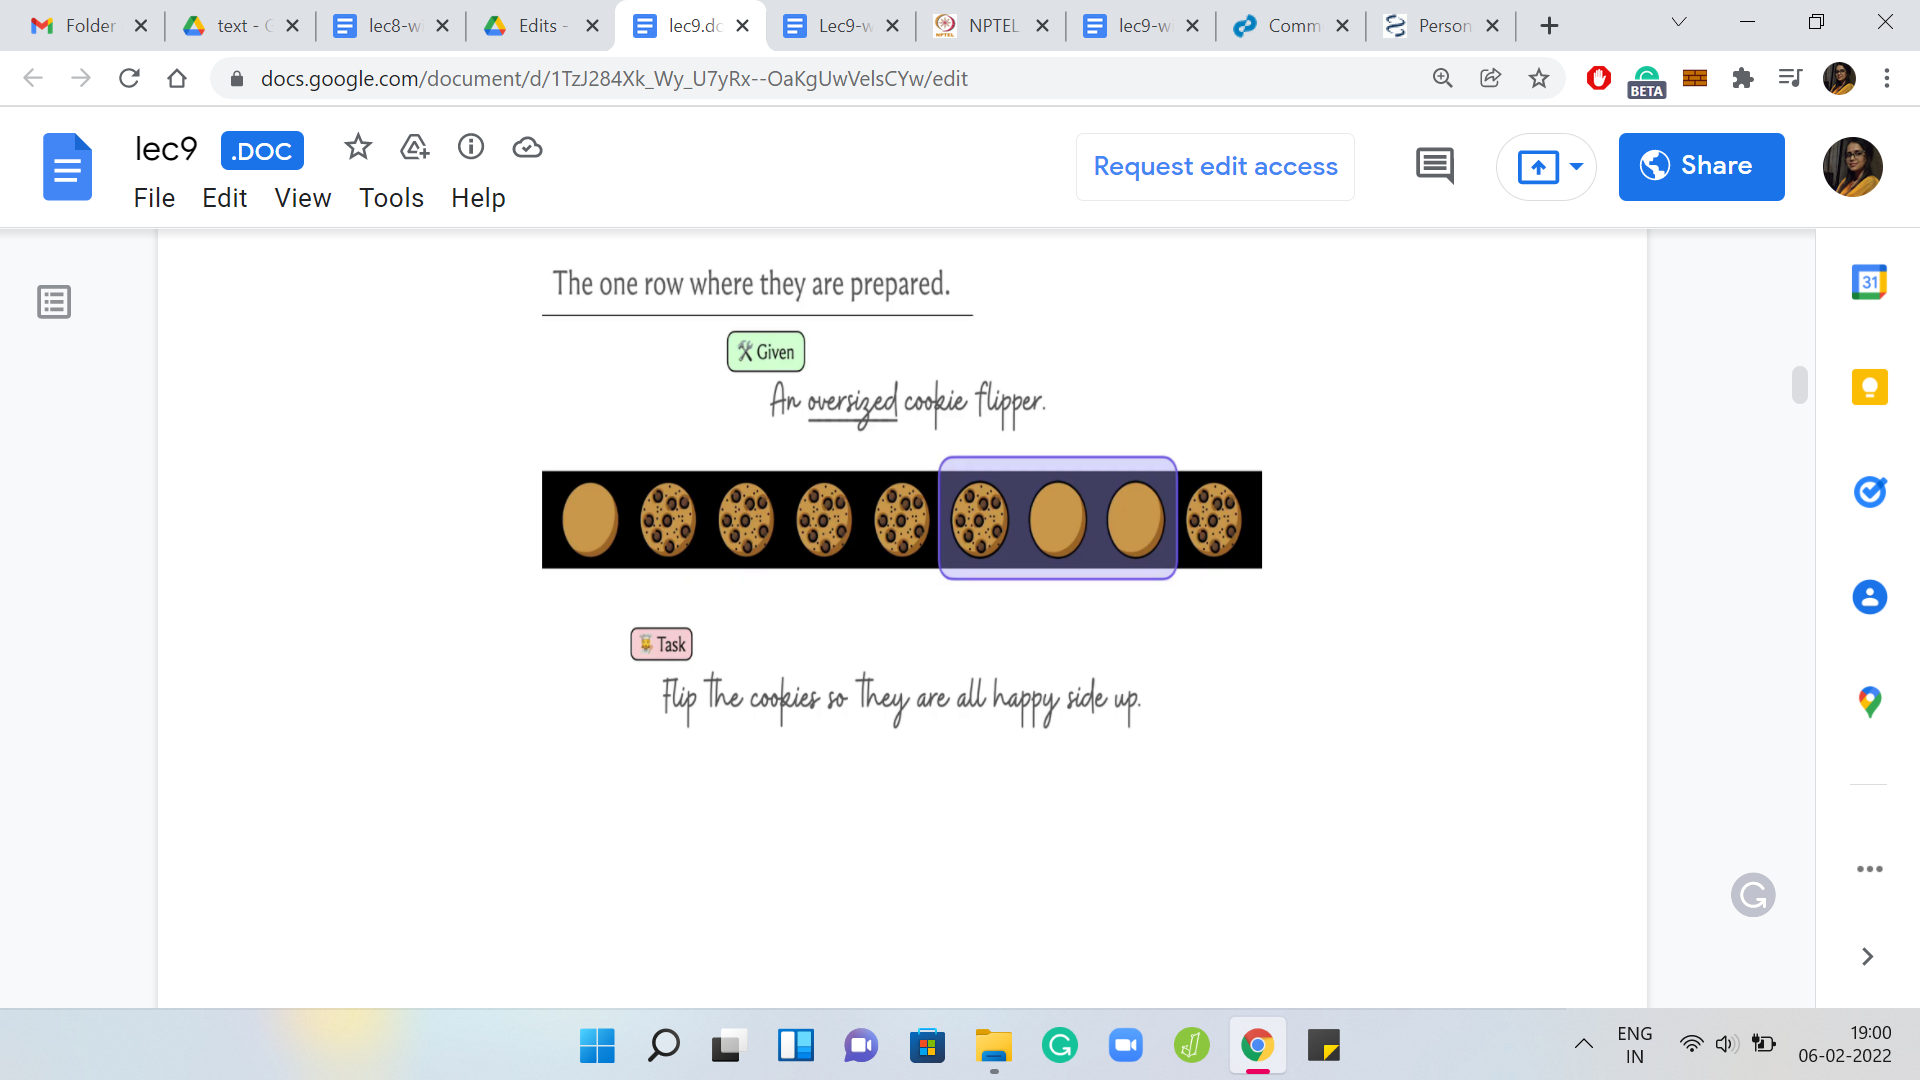 Folder
text - G
lec8-w
Edits -
lec9.dc
Lec9-w
NPTEL
lec9-w
Comm
Person
docs.google.com/document/d/1TzJ284Xk_Wy_U7yRx--OaKgUwVelsCYw/edit
BETA
lec9 .DOC
File Edit View Tools Help
Request edit access
Share
31
The one row where they are prepared.
Given
An oversized cookie flipper.
Task
Flip the cookies so they are all happy side up.
ENG
IN
19:00
06-02-2022